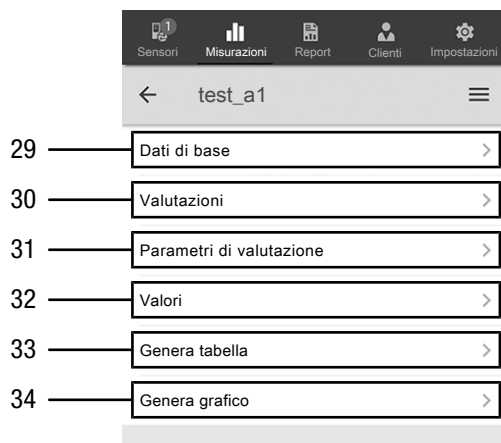 1
Sensori Misurazioni Report Clienti Impostazioni
test_a1
29 Dati di base
30 Valutazioni
31 Parametri di valutazione
32 Valori
33 Genera tabella
34 Genera grafico